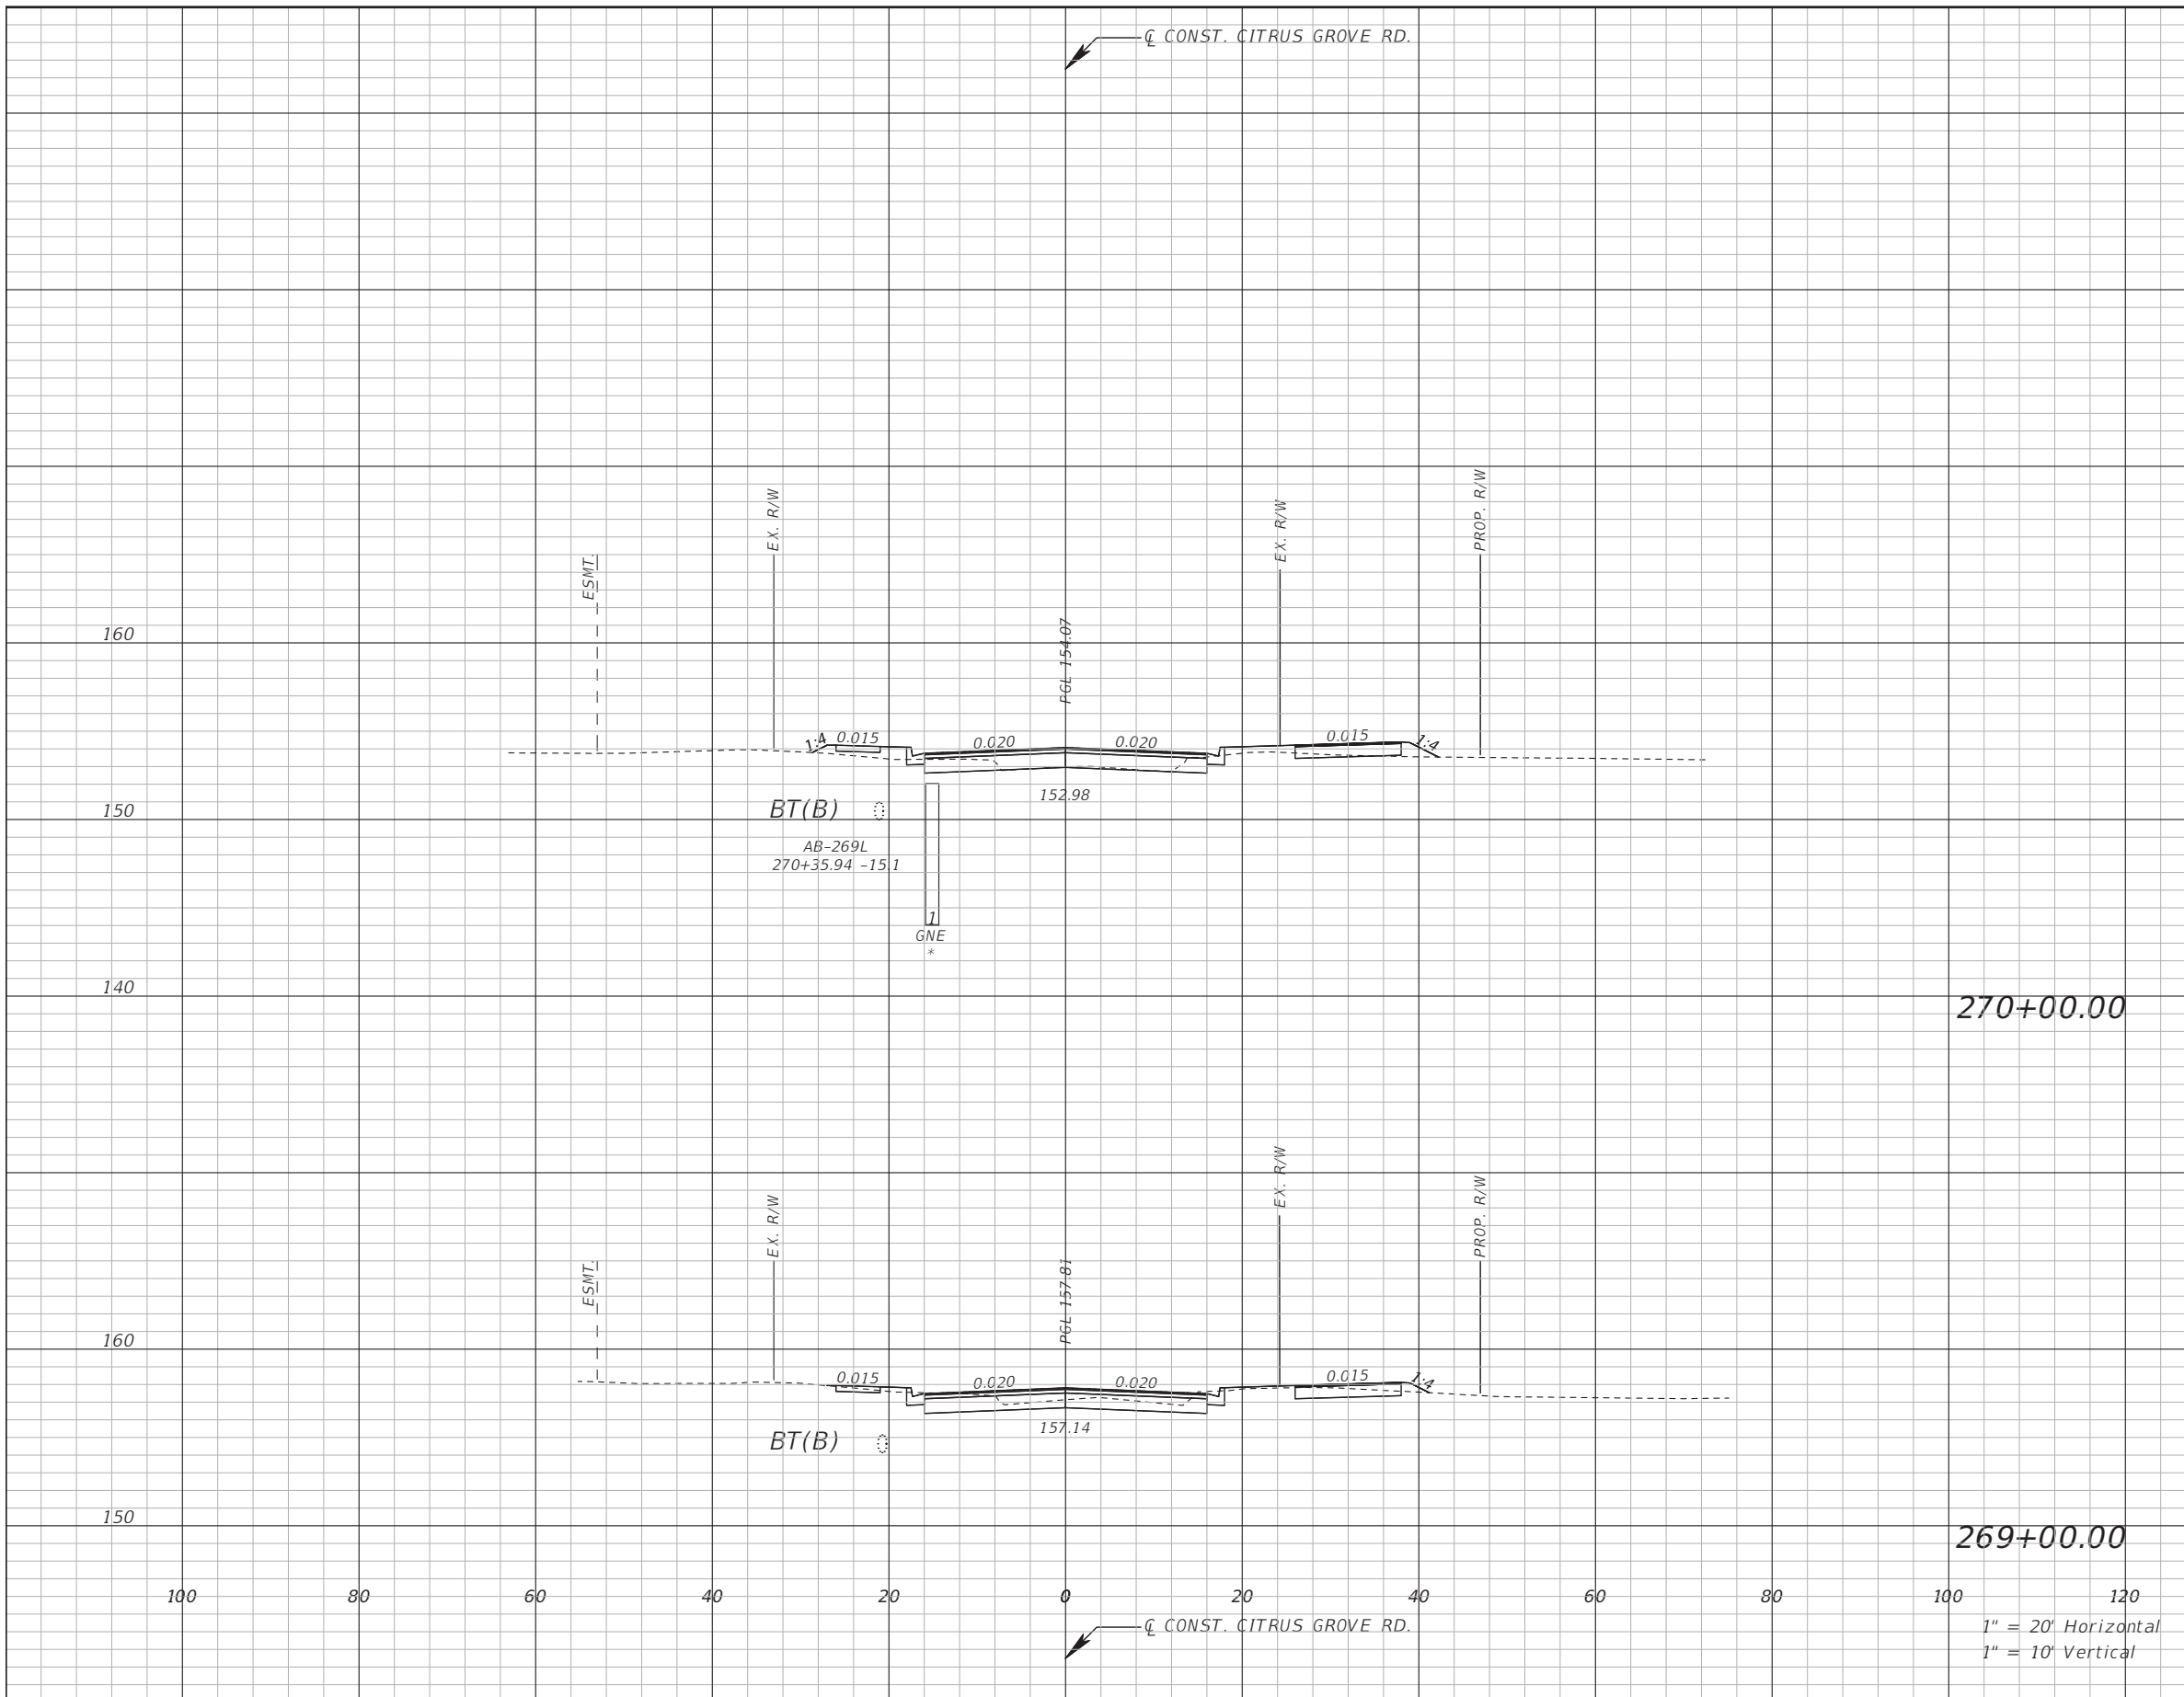 ℄ CONST. CITRUS GROVE RD.
EX. R/W
EX. R/W
PROP. R/W
ESMT.
160
PGL 154.07
1:4
0.015
0.020
0.020
0.015
1:4
150
BT(B)
152.98
AB-269L
270+35.94 -15.1
1
GNE
*
140
270+00.00
EX. R/W
EX. R/W
PROP. R/W
ESMT.
160
PGL 157.81
0.015
0.020
0.020
0.015
1:4
BT(B)
157.14
150
269+00.00
100 80 60 40 20 0 20 40 60 80 100 120
℄ CONST. CITRUS GROVE RD.
1" = 20' Horizontal
1" = 10' Vertical